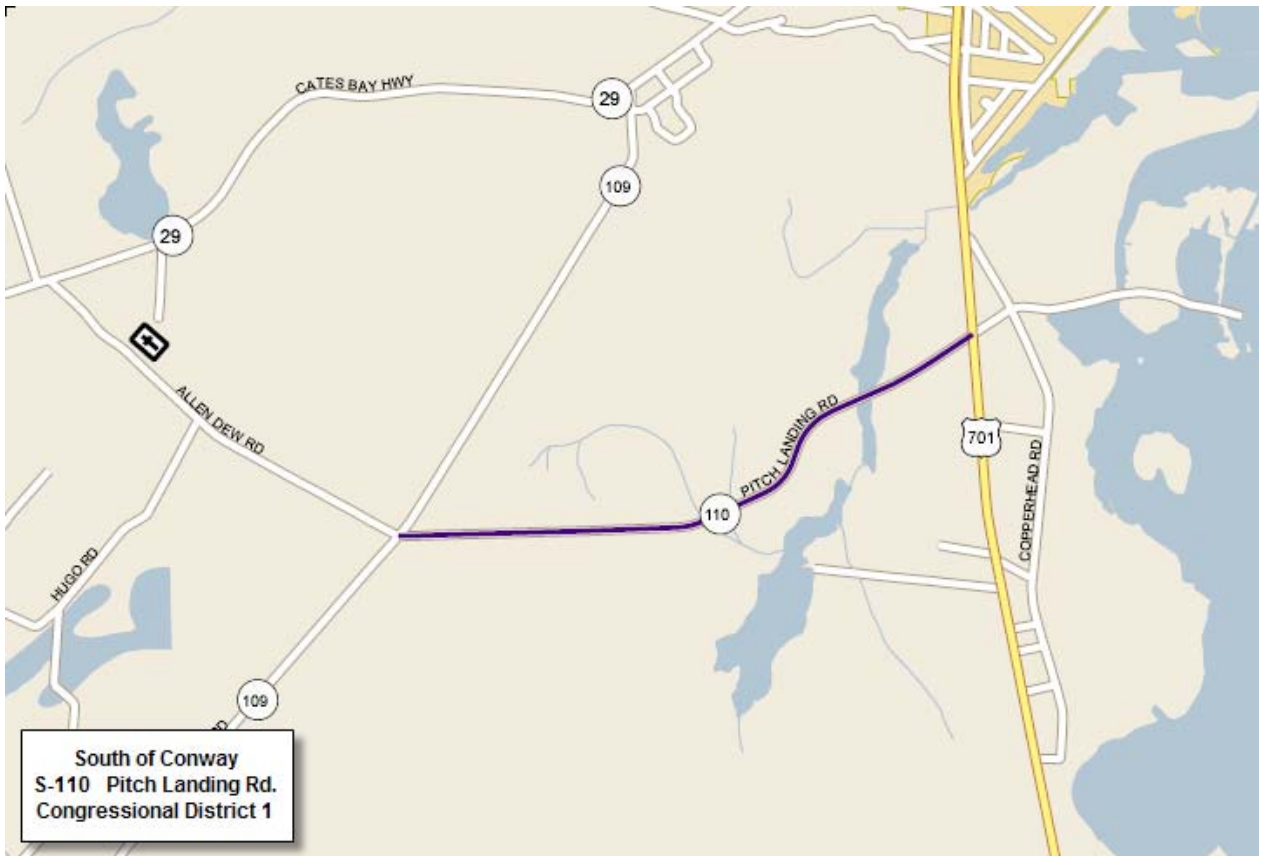 CATES BAY HWY
29
29
109
ALLEN DEW RD
PITCH LANDING RD
701
110
COPPERHEAD RD
HUGO RD
109
RD
South of Conway
S-110 Pitch Landing Rd.
Congressional District 1